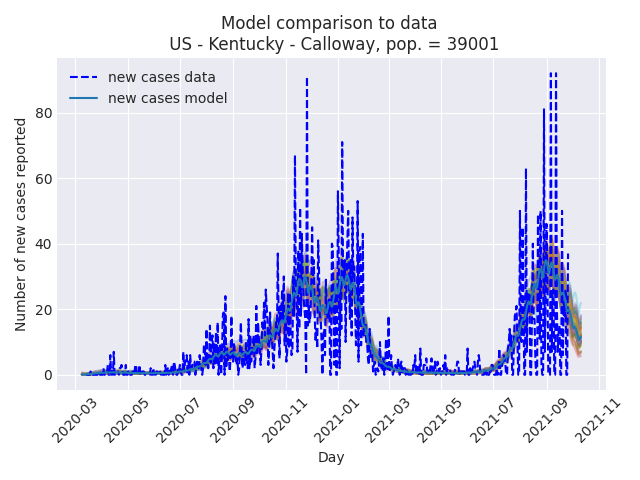 Model comparison to data
US - Kentucky - Calloway, pop. = 39001
new cases data
new cases model
Number of new cases reported
80
60
40
20
0
2020-03
2020-05
2020-07
2020-09
2020-11
2021-01
2021-03
2021-05
2021-07
2021-09
2021-11
Day